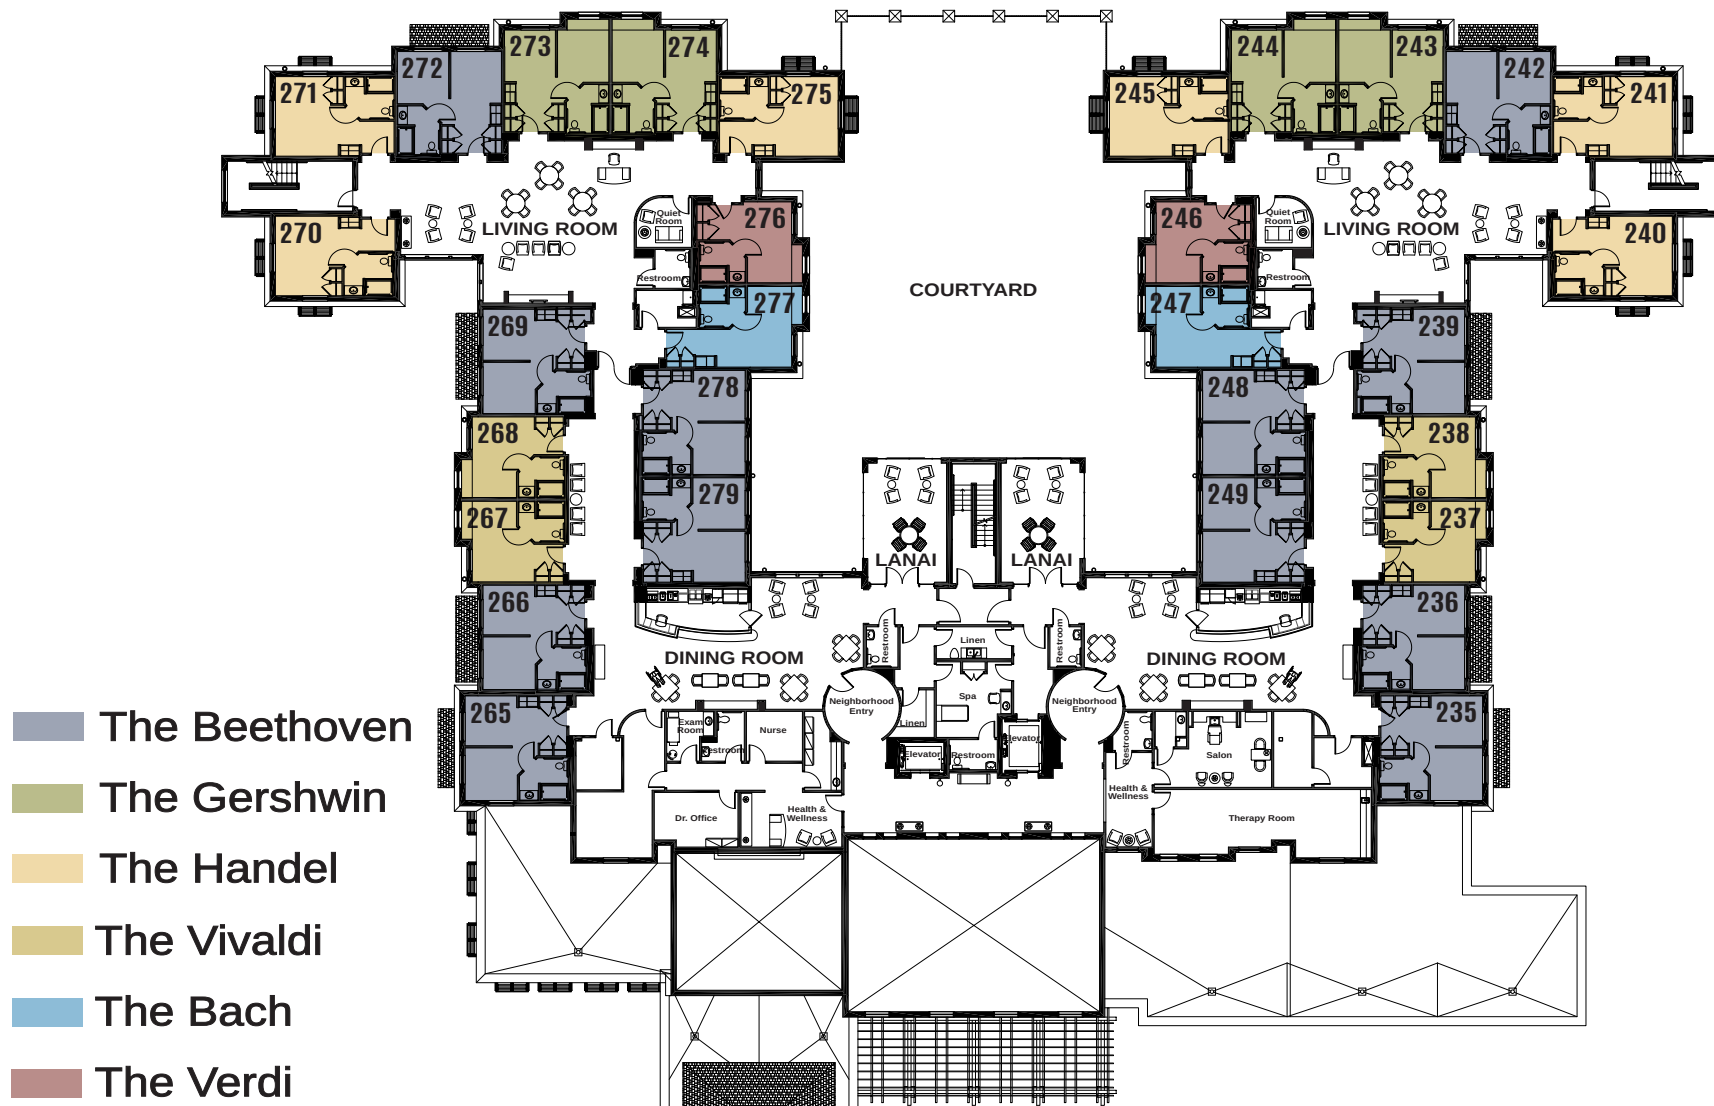 273
274
244
243
272
242
271
275
245
241
Quiet
Room
276
246
Quiet
Room
LIVING ROOM
LIVING ROOM
270
240
Restroom
Restroom
COURTYARD
277
247
269
239
278
248
268
238
279
249
267
237
LANAI
LANAI
266
236
Restroom
Linen
Restroom
DINING ROOM
DINING ROOM
Spa
Neighborhood
Entry
Neighborhood
Entry
265
235
Exam
Room
Nurse
Linen
Restroom
Elevator
Restroom
Elevator
Restroom
Salon
Health &
Wellness
Health &
Wellness
Dr. Office
Therapy Room
The Beethoven
The Gershwin
The Handel
The Vivaldi
The Bach
The Verdi